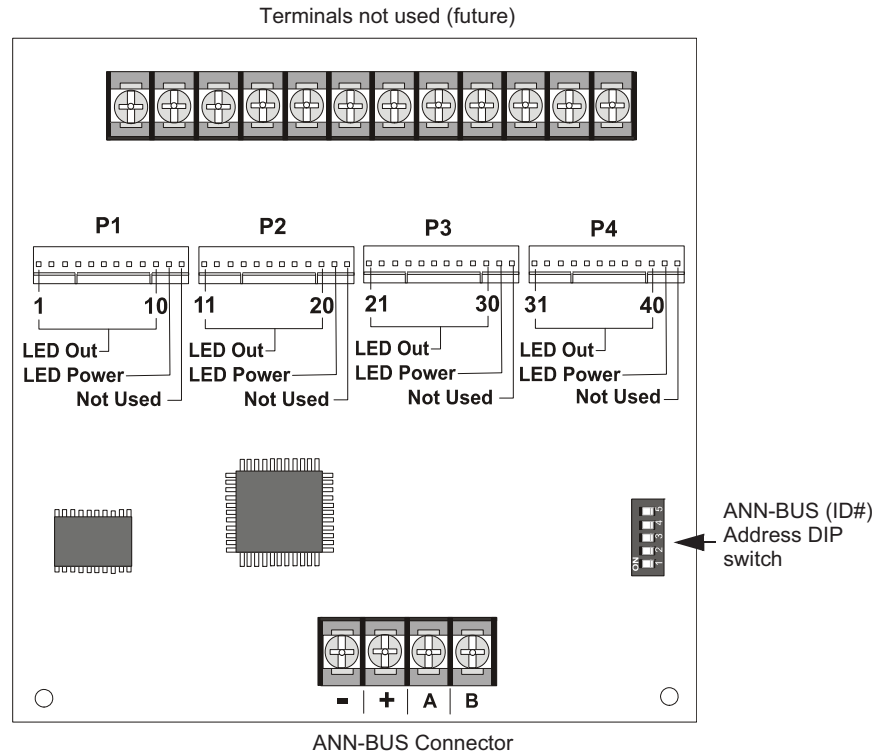 Terminals not used (future)
P1 P2 P3 P4
1 10 11 20 21 30 31 40
LED Out LED Out LED Out LED Out
LED Power LED Power LED Power LED Power
Not Used Not Used Not Used Not Used
ANN-BUS (ID#)
Address DIP
switch
ON
1 2 3 4 5
- + A B
ANN-BUS Connector